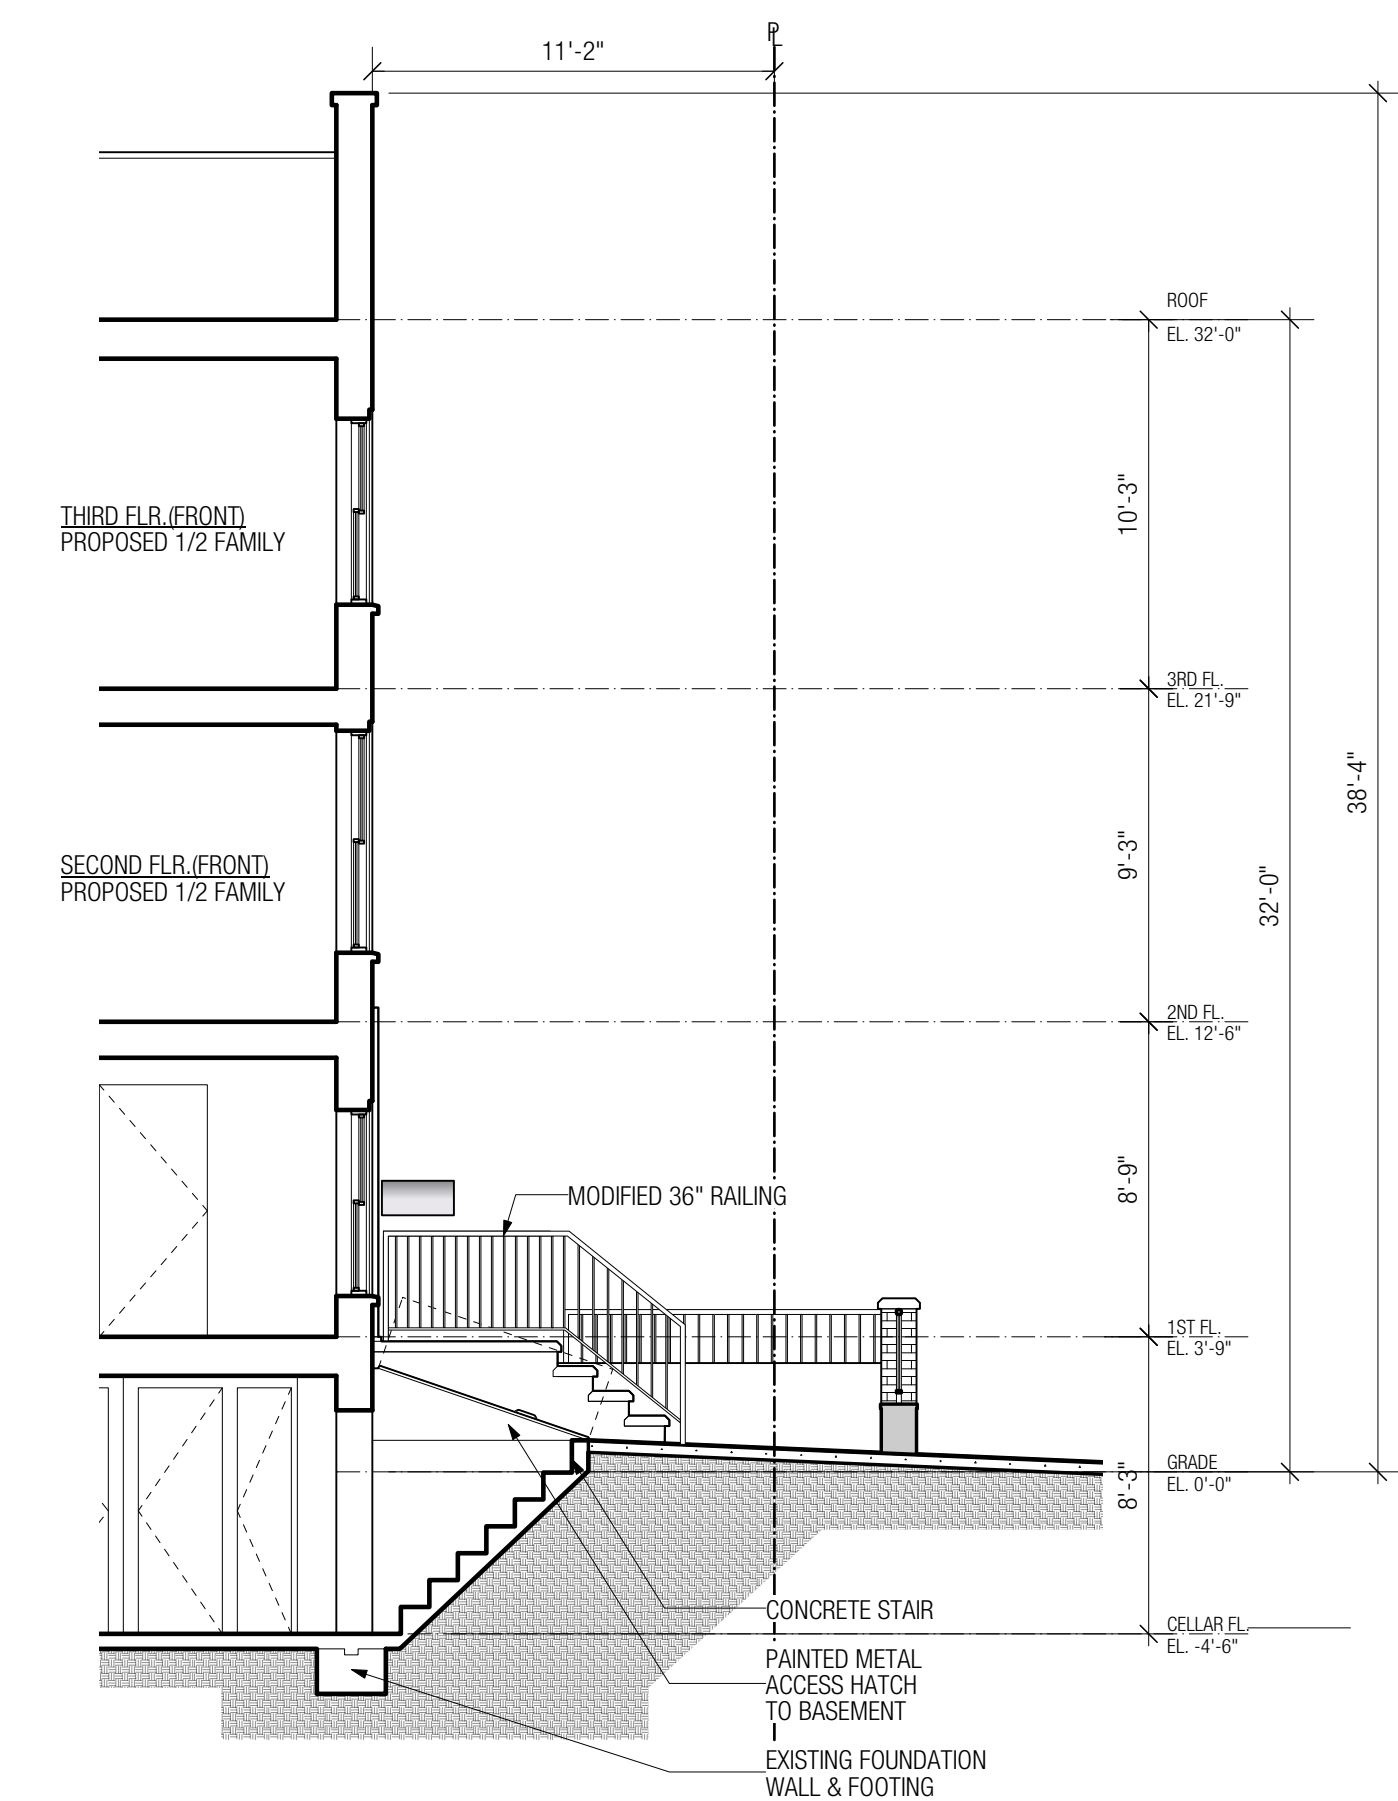 PL
11'-2"
ROOF
EL. 32'-0"
10'-3"
THIRD FLR.(FRONT)
PROPOSED 1/2 FAMILY
3RD FL.
EL. 21'-9"
38'-4"
9'-3"
32'-0"
SECOND FLR.(FRONT)
PROPOSED 1/2 FAMILY
2ND FL.
EL. 12'-6"
8'-9"
MODIFIED 36" RAILING
1ST FL.
EL. 3'-9"
GRADE
EL. 0'-0"
8'-3"
CONCRETE STAIR
CELLAR FL.
EL. -4'-6"
PAINTED METAL
ACCESS HATCH
TO BASEMENT
EXISTING FOUNDATION
WALL & FOOTING